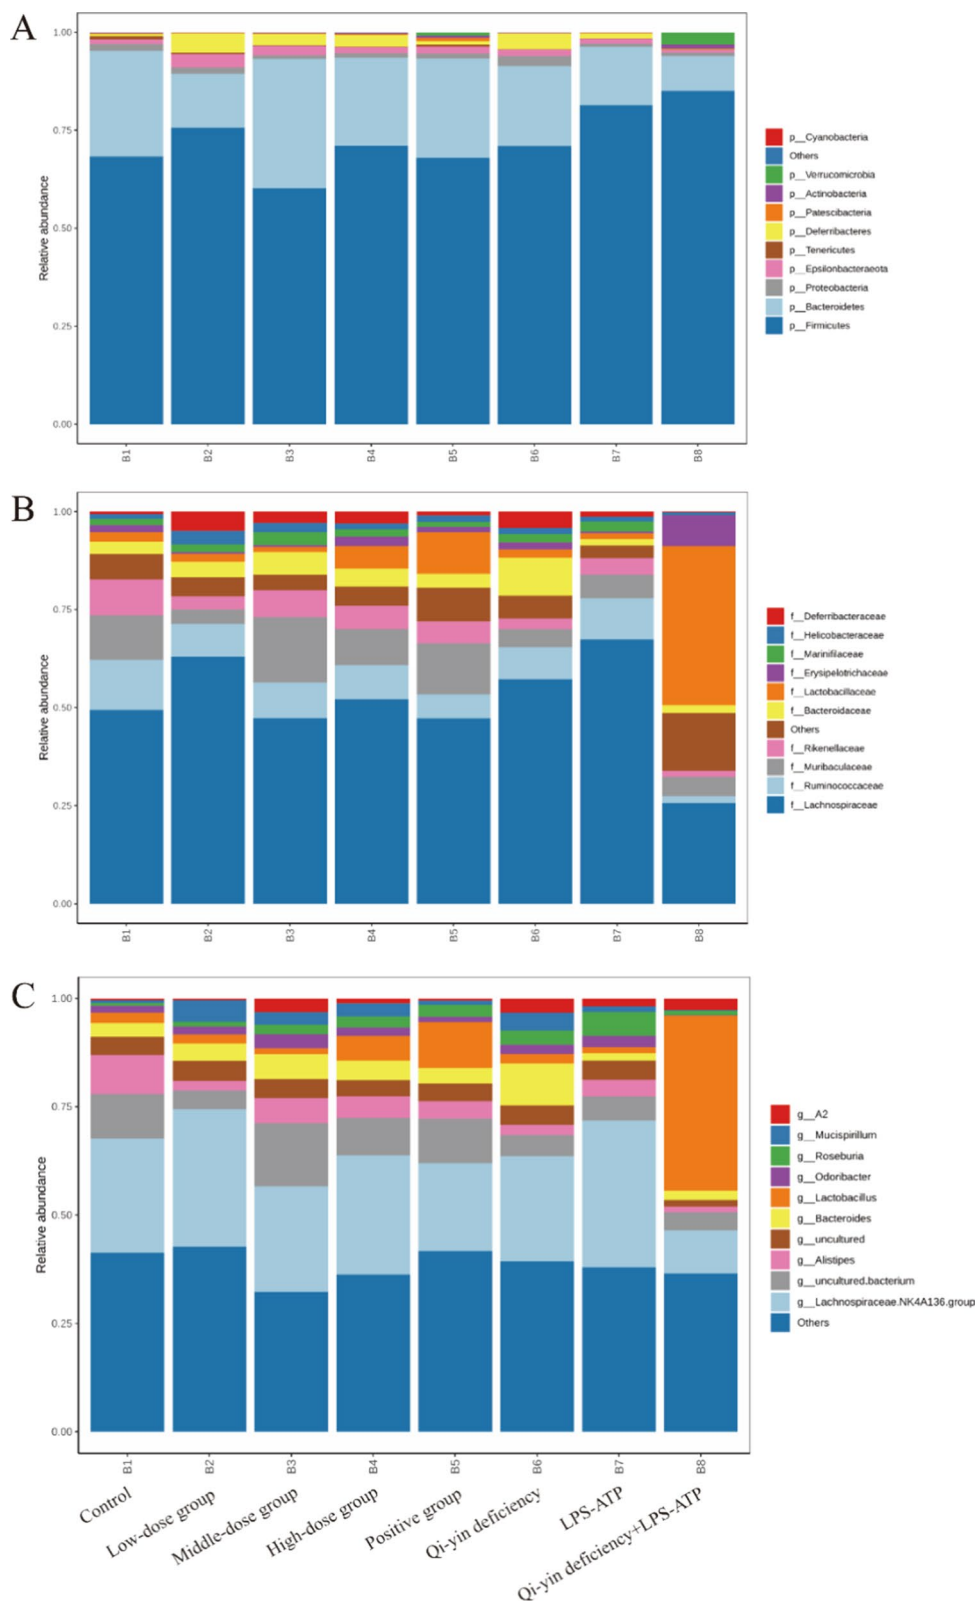 A
1.00
0.75
0.50
0.25
0.00
Relative abundance
B1 B2 B3 B4 B5 B6 B7 B8
p__Cyanobacteria
Others
p__Verrucomicrobia
p__Actinobacteria
p__Patescibacteria
p__Deferribacteres
p__Tenericutes
p__Epsilonbacteraeota
p__Proteobacteria
p__Bacteroidetes
p__Firmicutes
B
1.00
0.75
0.50
0.25
0.00
Relative abundance
B1 B2 B3 B4 B5 B6 B7 B8
f__Deferribacteraceae
f__Helicobacteraceae
f__Marinifilaceae
f__Erysipelotrichaceae
f__Lactobacillaceae
f__Bacteroidaceae
Others
f__Rikenellaceae
f__Muribaculaceae
f__Ruminococcaceae
f__Lachnospiraceae
C
1.00
0.75
0.50
0.25
0.00
Relative abundance
B1 B2 B3 B4 B5 B6 B7 B8
g__A2
g__Mucispirillum
g__Roseburia
g__Odoribacter
g__Lactobacillus
g__Bacteroides
g__uncultured
g__Alistipes
g__uncultured.bacterium
g__Lachnospiraceae.NK4A136.group
Others
Control
Low-dose group
Middle-dose group
High-dose group
Positive group
Qi-yin deficiency
LPS-ATP
Qi-yin deficiency+LPS-ATP